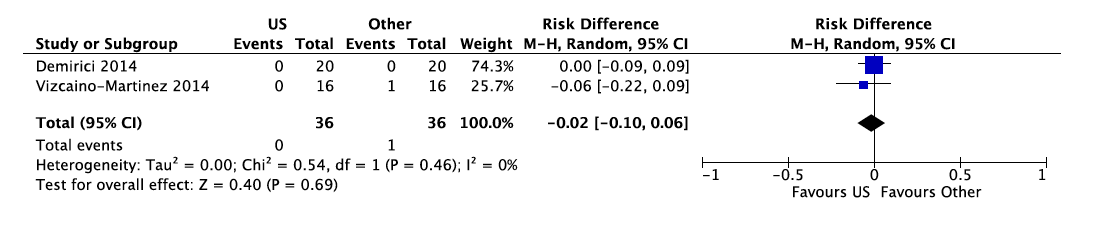 US Other Risk Difference Risk Difference
Study or Subgroup Events Total Events Total Weight M-H, Random, 95% CI M-H, Random, 95% CI
Demirici 2014 0 20 0 20 74.3% 0.00 [-0.09, 0.09]
Vizcaino-Martinez 2014 0 16 1 16 25.7% -0.06 [-0.22, 0.09]
Total (95% CI) 36 36 100.0% -0.02 [-0.10, 0.06]
Total events 0 1
Heterogeneity: Tau² = 0.00; Chi² = 0.54, df = 1 (P = 0.46); I² = 0%
Test for overall effect: Z = 0.40 (P = 0.69)
-1 -0.5 0 0.5 1
Favours US Favours Other